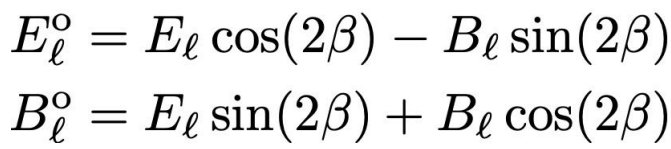 E_ℓ^o = E_ℓ cos(2β) − B_ℓ sin(2β)
B_ℓ^o = E_ℓ sin(2β) + B_ℓ cos(2β)